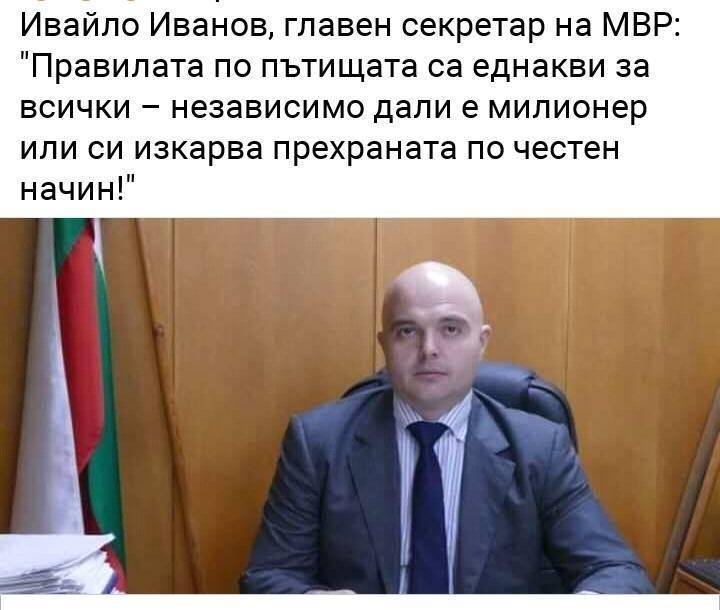 Ивайло Иванов, главен секретар на МВР:
"Правилата по пътищата са еднакви за
всички – независимо дали е милионер
или си изкарва прехраната по честен
начин!"